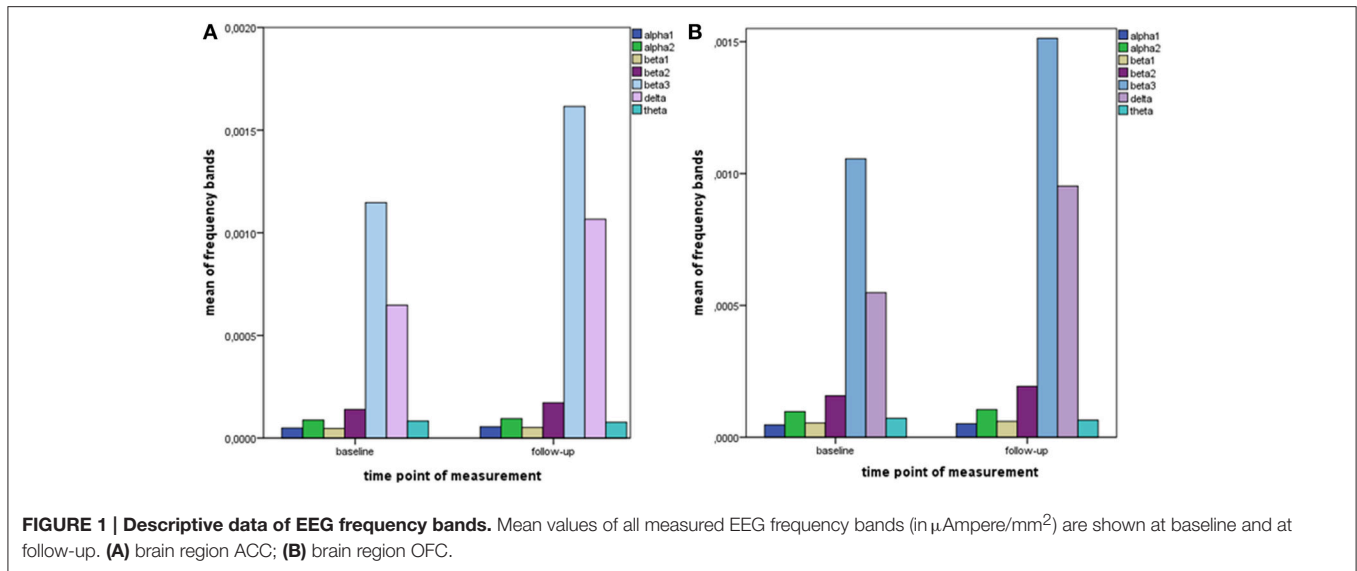 A
0,0020
0,0015
0,0010
0,0005
0,0000
mean of frequency bands
baseline
follow-up
time point of measurement
alpha1
alpha2
beta1
beta2
beta3
delta
theta
B
,0015
,0010
,0005
,0000
mean of frequency bands
baseline
follow-up
time point of measurement
alpha1
alpha2
beta1
beta2
beta3
delta
theta
FIGURE 1 | Descriptive data of EEG frequency bands. Mean values of all measured EEG frequency bands (in μAmpere/mm²) are shown at baseline and at
follow-up. (A) brain region ACC; (B) brain region OFC.